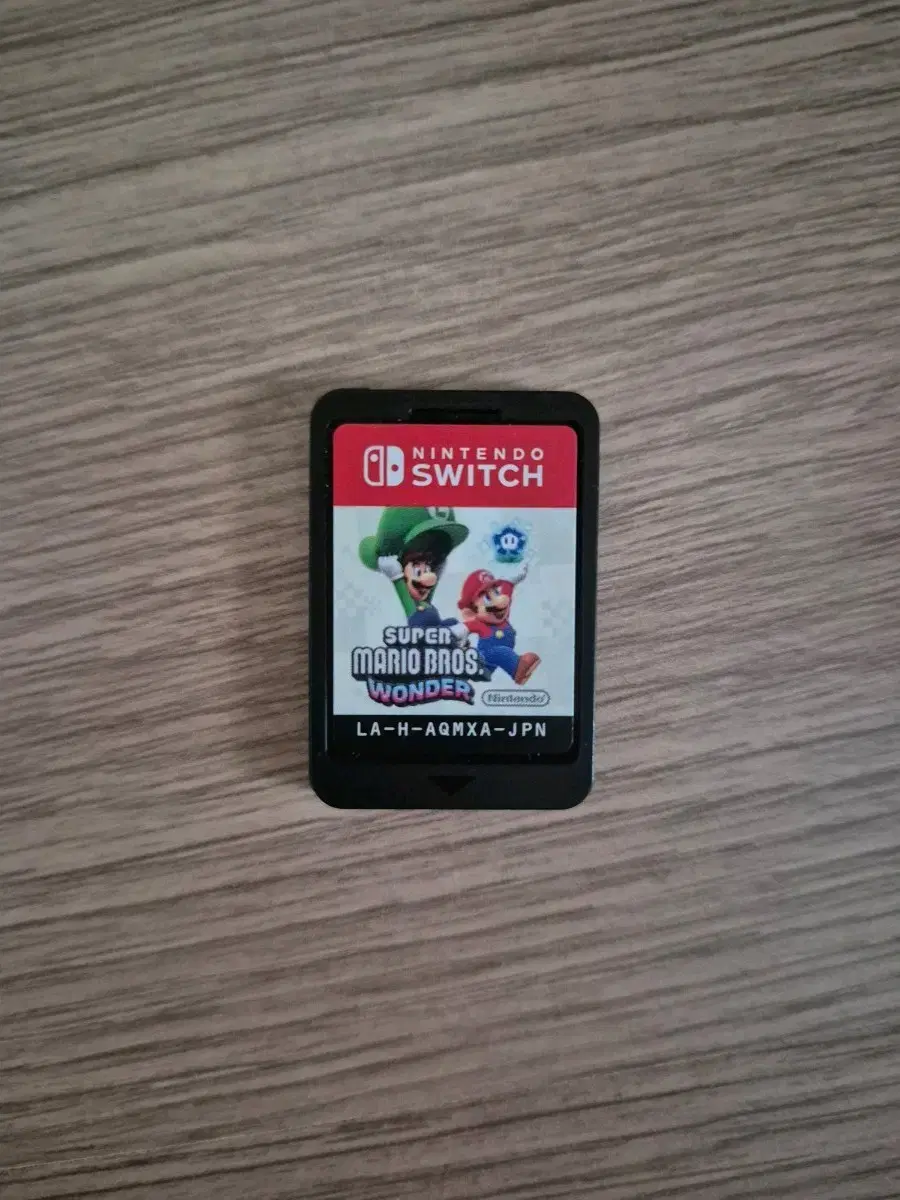 NINTENDO
SWITCH
L
SUPER
MARIO BROS.
WONDER
Nintendo
LA-H-AQMXA-JPN